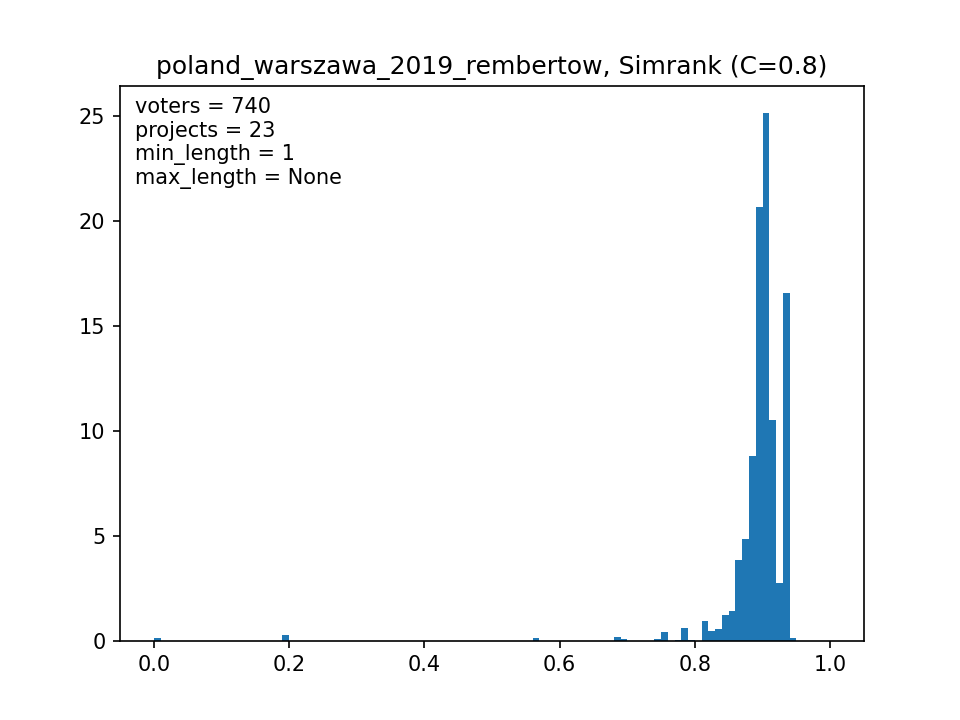 poland_warszawa_2019_rembertow, Simrank (C=0.8)
voters = 740
projects = 23
min_length = 1
max_length = None
25
20
15
10
5
0
0.0 0.2 0.4 0.6 0.8 1.0